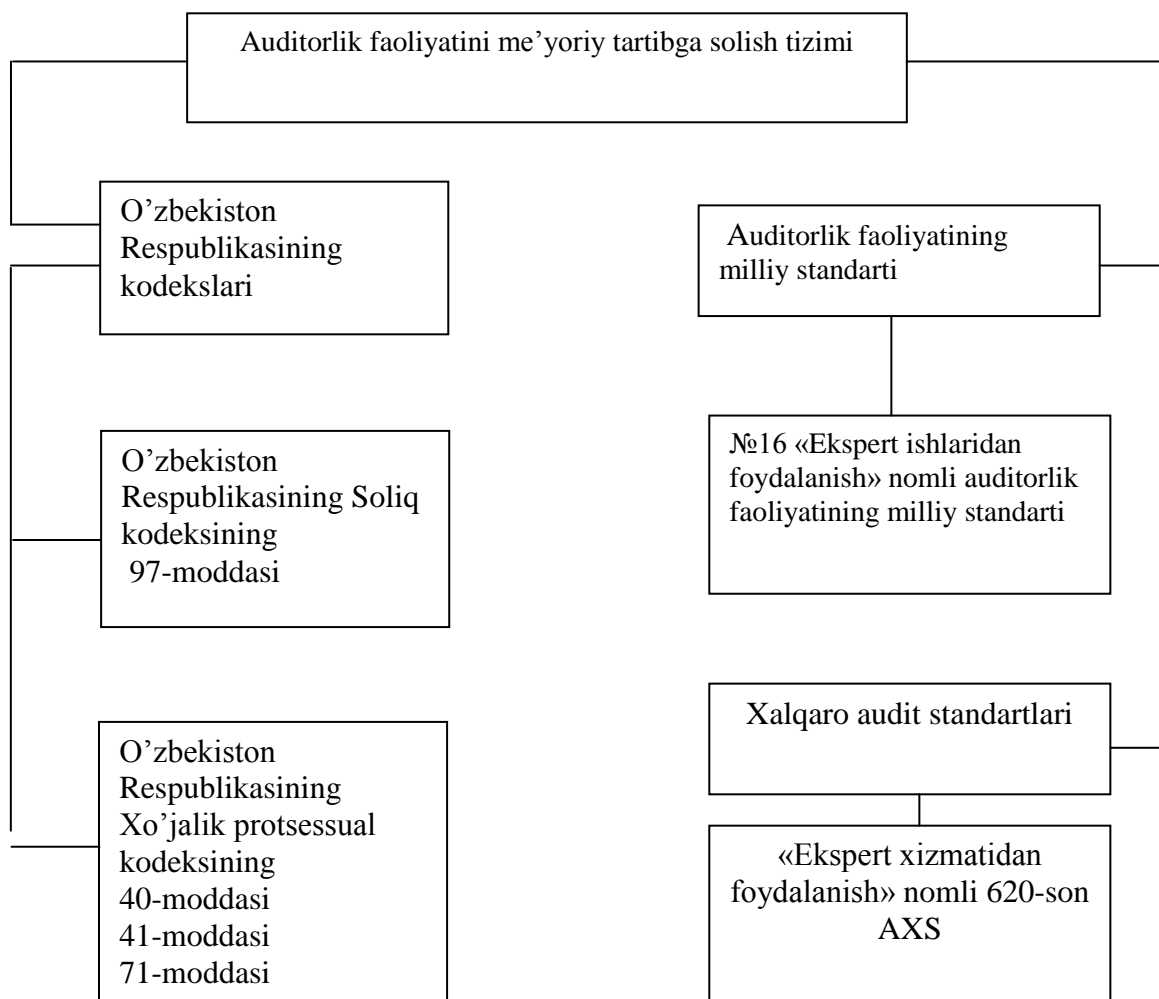 Auditorlik faoliyatini me’yoriy tartibga solish tizimi
O’zbekiston
Respublikasining
kodekslari
Auditorlik faoliyatining
milliy standarti
O’zbekiston
Respublikasining Soliq
kodeksining
97-moddasi
№16 «Ekspert ishlaridan
foydalanish» nomli auditorlik
faoliyatining milliy standarti
O’zbekiston
Respublikasining
Xo’jalik protsessual
kodeksining
40-moddasi
41-moddasi
71-moddasi
Xalqaro audit standartlari
«Ekspert xizmatidan
foydalanish» nomli 620-son
AXS